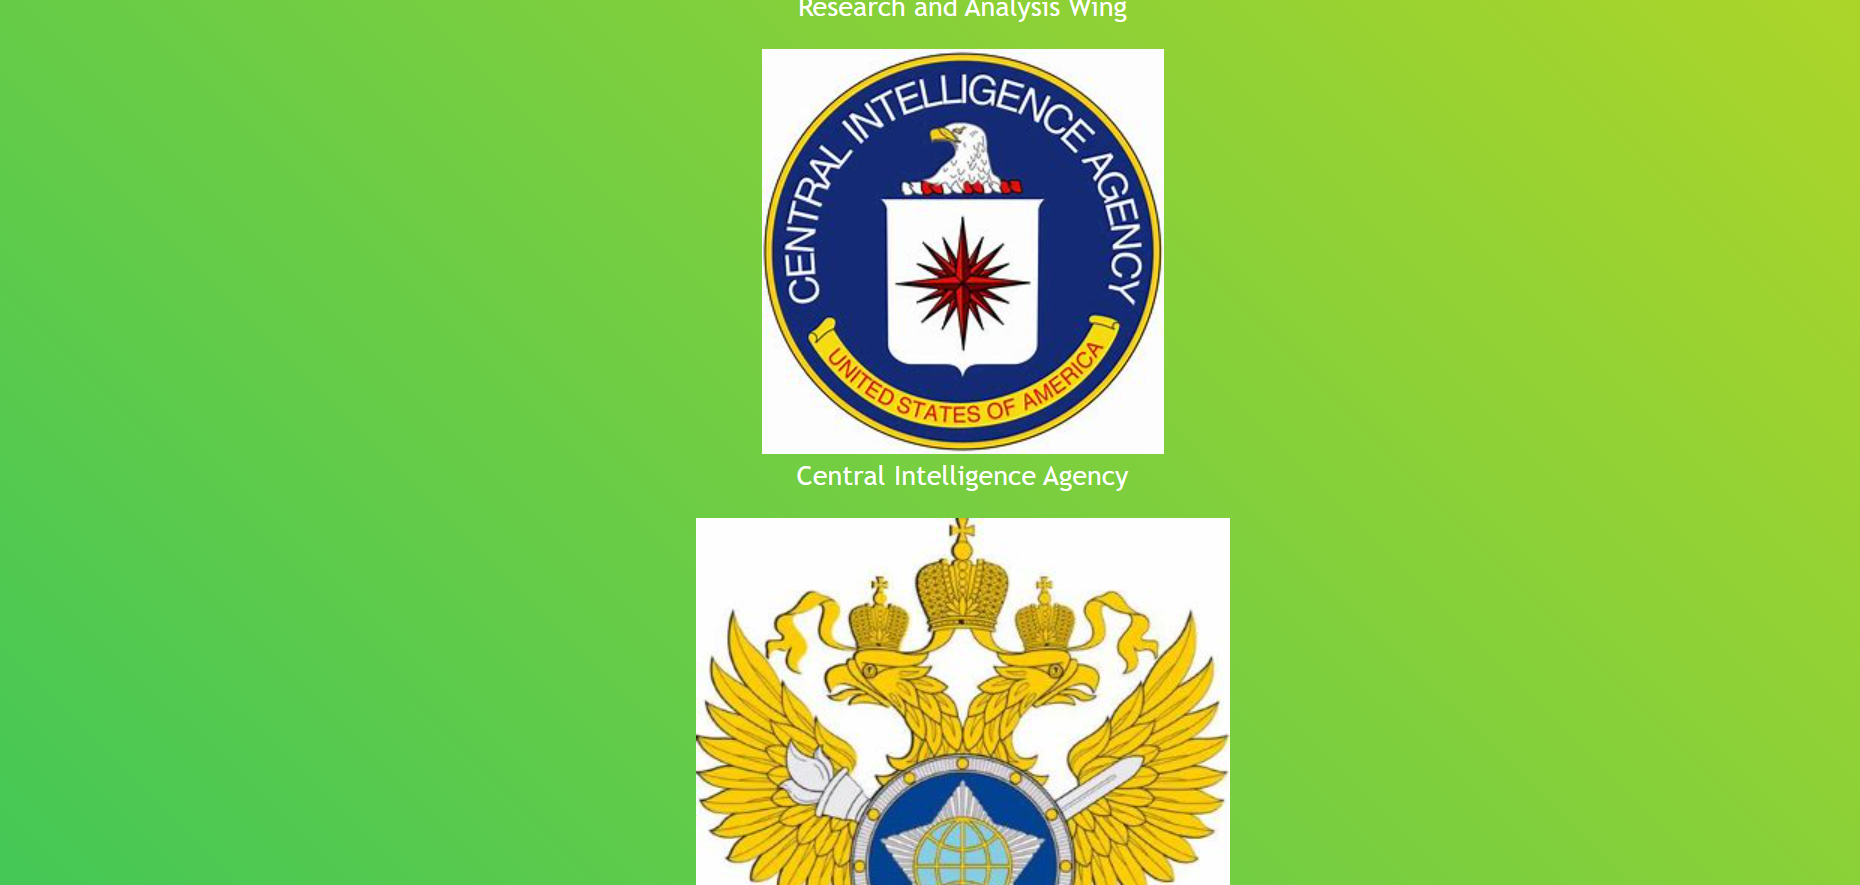 Research and Analysis Wing
CENTRAL INTELLIGENCE AGENCY
UNITED STATES OF AMERICA
Central Intelligence Agency